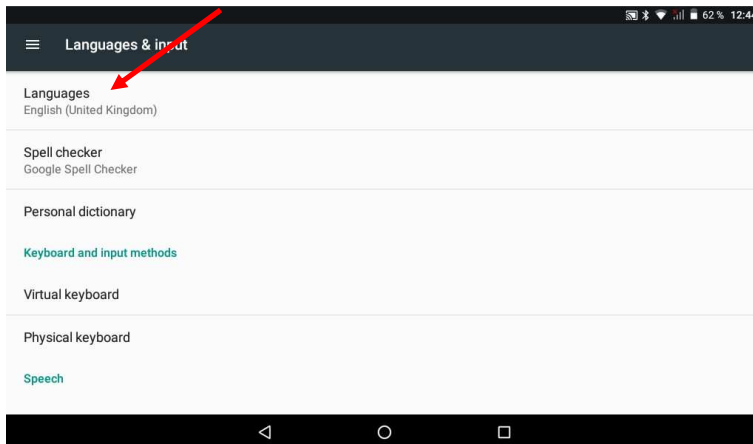 62 % 12:44
Languages & input
Languages
English (United Kingdom)
Spell checker
Google Spell Checker
Personal dictionary
Keyboard and input methods
Virtual keyboard
Physical keyboard
Speech